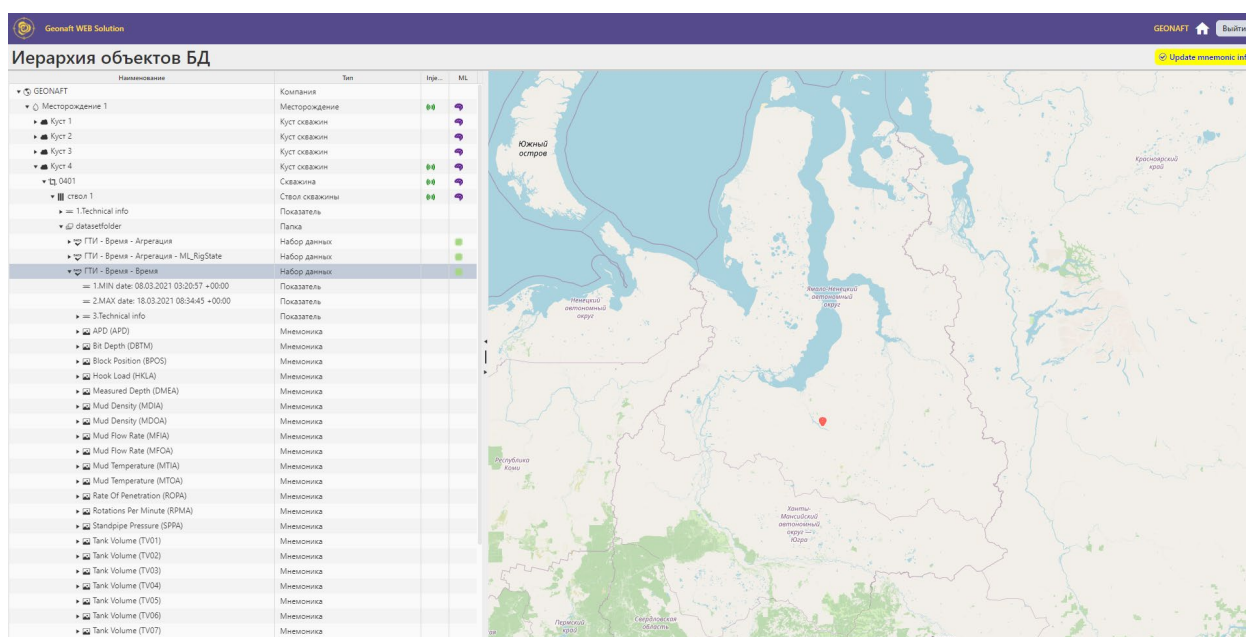 Geonaft WEB Solution
GEONAFT
Выйти
Иерархия объектов БД
Update mnemonic inf
Наименование Тип Inje... ML
GEONAFT Компания
Месторождение 1 Месторождение
Куст 1 Куст скважин
Куст 2 Куст скважин
Куст 3 Куст скважин
Куст 4 Куст скважин
0401 Скважина
ствол 1 Ствол скважины
1.Technical info Показатель
datasetfolder Папка
ГТИ - Время - Агрегация Набор данных
ГТИ - Время - Агрегация - ML_RigState Набор данных
ГТИ - Время - Время Набор данных
1.MIN date: 08.03.2021 03:20:57 +00:00 Показатель
2.MAX date: 18.03.2021 08:34:45 +00:00 Показатель
3.Technical info Показатель
APD (APD) Мнемоника
Bit Depth (DBTM) Мнемоника
Block Position (BPOS) Мнемоника
Hook Load (HKLA) Мнемоника
Measured Depth (DMEA) Мнемоника
Mud Density (MDIA) Мнемоника
Mud Density (MDOA) Мнемоника
Mud Flow Rate (MFIA) Мнемоника
Mud Flow Rate (MFOA) Мнемоника
Mud Temperature (MTIA) Мнемоника
Mud Temperature (MTOA) Мнемоника
Rate Of Penetration (ROPA) Мнемоника
Rotations Per Minute (RPMA) Мнемоника
Standpipe Pressure (SPPA) Мнемоника
Tank Volume (TV01) Мнемоника
Tank Volume (TV02) Мнемоника
Tank Volume (TV03) Мнемоника
Tank Volume (TV04) Мнемоника
Tank Volume (TV05) Мнемоника
Tank Volume (TV06) Мнемоника
Tank Volume (TV07) Мнемоника
Южный
остров
Красноярский
край
Ненецкий
автономный
округ
Ямало-Ненецкий
автономный
округ
Республика
Коми
Ханты-
Мансийский
автономный
округ —
Югра
Пермский
край
Свердловская
область